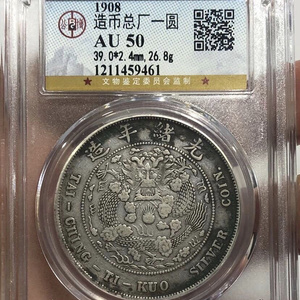 1908
造币总厂一圆
AU 50
39.0*2.4mm,26.8g
1211459461
文物鉴定委员会监制
造年緒光
TAI-CHING-TI-KUO SILVER COIN